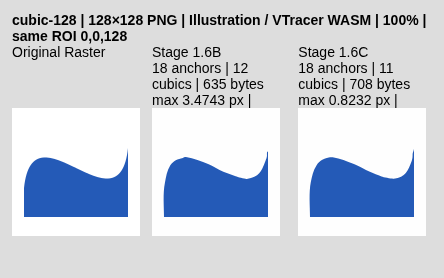 cubic-128 | 128×128 PNG | Illustration / VTracer WASM | 100% |
same ROI 0,0,128
Original Raster
Stage 1.6B
18 anchors | 12
cubics | 635 bytes
max 3.4743 px |
Stage 1.6C
18 anchors | 11
cubics | 708 bytes
max 0.8232 px |